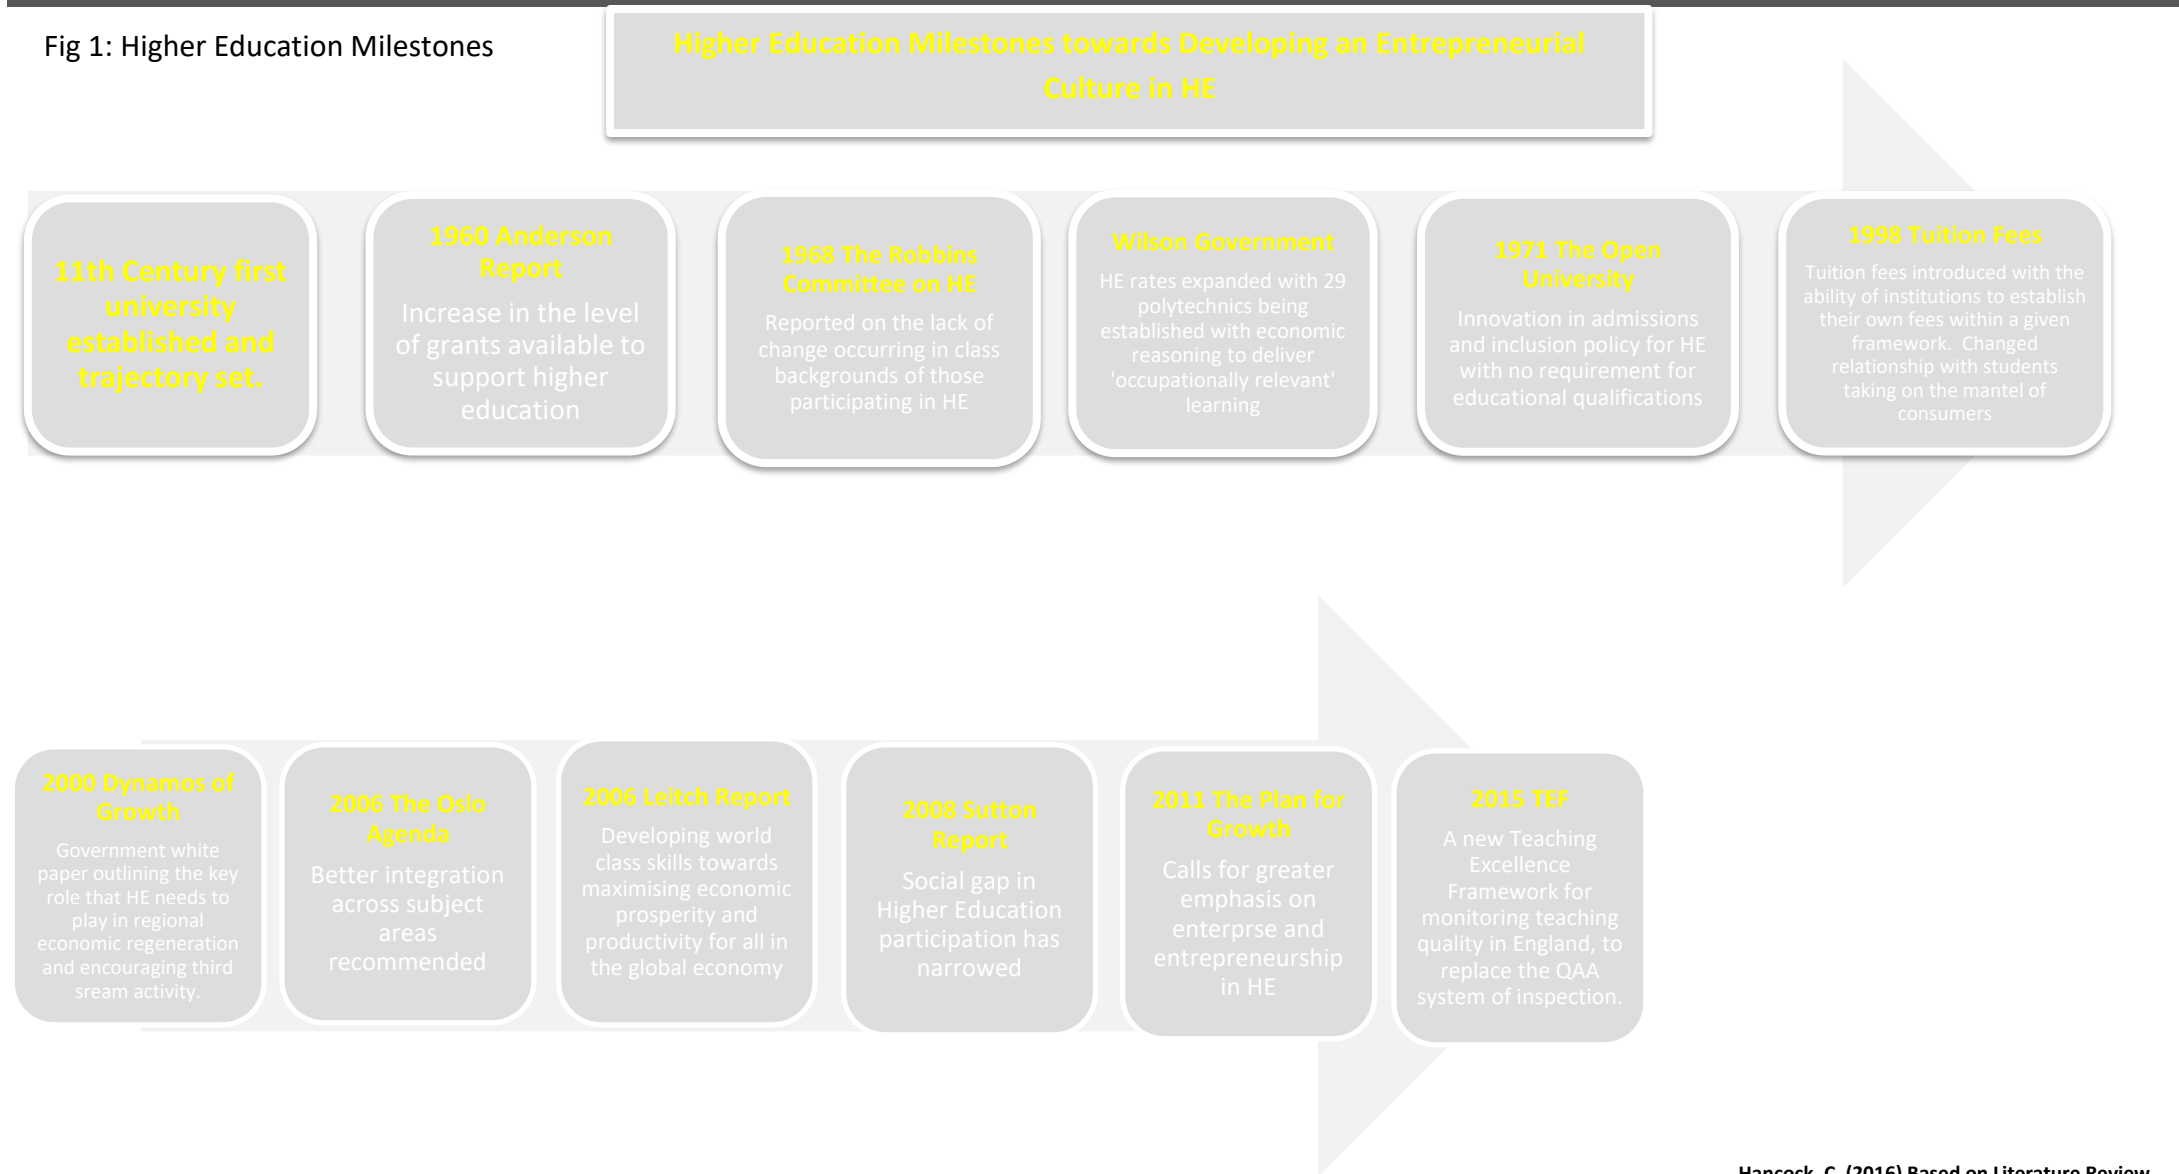 Fig 1: Higher Education Milestones
Higher Education Milestones towards Developing an Entrepreneurial
Culture in HE
11th Century first
university
established and
trajectory set.
1960 Anderson
Report
Increase in the level
of grants available to
support higher
education
1968 The Robbins
Committee on HE
Reported on the lack of
change occurring in class
backgrounds of those
participating in HE
Wilson Government
HE rates expanded with 29
polytechnics being
established with economic
reasoning to deliver
'occupationally relevant'
learning
1971 The Open
University
Innovation in admissions
and inclusion policy for HE
with no requirement for
educational qualifications
1998 Tuition Fees
Tuition fees introduced with the
ability of institutions to establish
their own fees within a given
framework.  Changed
relationship with students
taking on the mantel of
consumers
2000 Dynamos of
Growth
Government white
paper outlining the key
role that HE needs to
play in regional
economic regeneration
and encouraging third
sream activity.
2006 The Oslo
Agenda
Better integration
across subject
areas
recommended
2006 Leitch Report
Developing world
class skills towards
maximising economic
prosperity and
productivity for all in
the global economy
2008 Sutton
Report
Social gap in
Higher Education
participation has
narrowed
2011 The Plan for
Growth
Calls for greater
emphasis on
enterprse and
entrepreneurship
in HE
2015 TEF
A new Teaching
Excellence
Framework for
monitoring teaching
quality in England, to
replace the QAA
system of inspection.
Hancock, C. (2016) Based on Literature Review